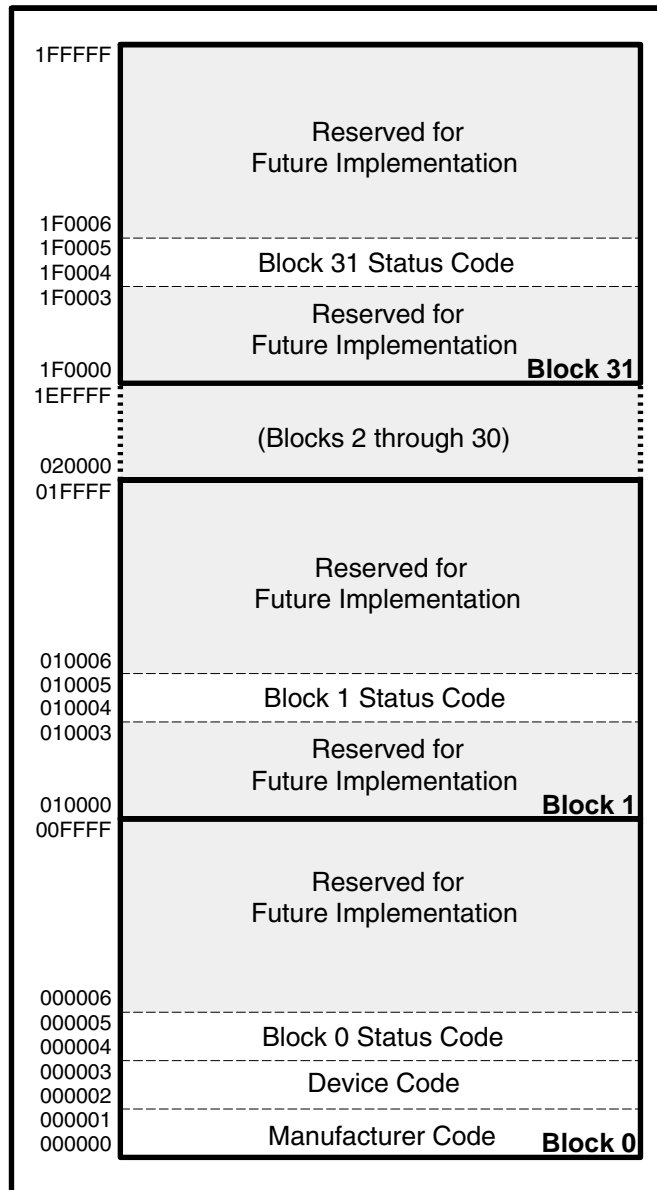 1FFFFF
Reserved for
Future Implementation
1F0006
1F0005
Block 31 Status Code
1F0004
1F0003
Reserved for
Future Implementation
1F0000
Block 31
1EFFFF
(Blocks 2 through 30)
020000
01FFFF
Reserved for
Future Implementation
010006
010005
Block 1 Status Code
010004
010003
Reserved for
Future Implementation
010000
Block 1
00FFFF
Reserved for
Future Implementation
000006
000005
Block 0 Status Code
000004
000003
Device Code
000002
000001
Manufacturer Code
000000
Block 0